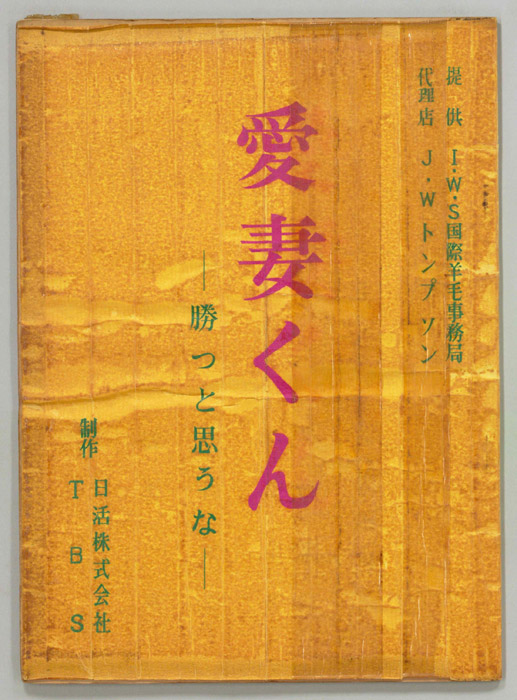 提供 I・W・S国際羊毛事務局
代理店 J・Wトンプソン
愛妻くん
―勝つと思うな―
制作 日活株式会社
TBS